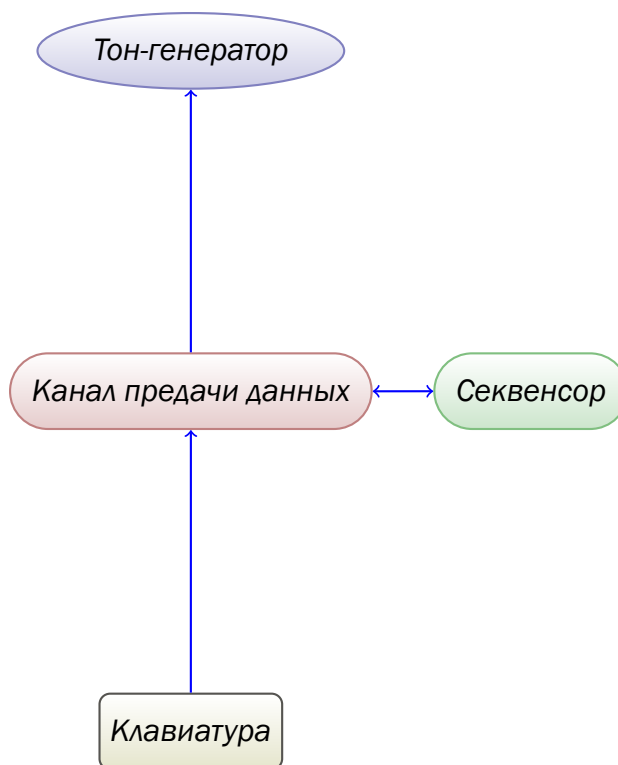 Тон-генератор
Канал предачи данных
Секвенсор
Клавиатура